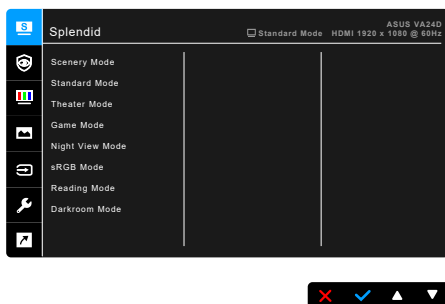 S
Splendid
Standard Mode
ASUS VA24D
HDMI 1920 x 1080 @ 60Hz
Scenery Mode
Standard Mode
Theater Mode
Game Mode
Night View Mode
sRGB Mode
Reading Mode
Darkroom Mode